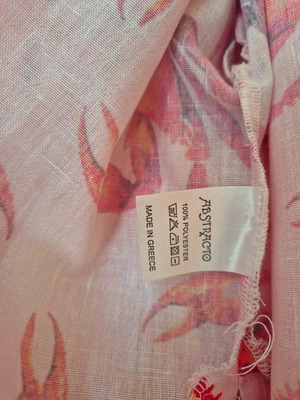 ABSTRACTO
100% POLYESTER
MADE IN GREECE